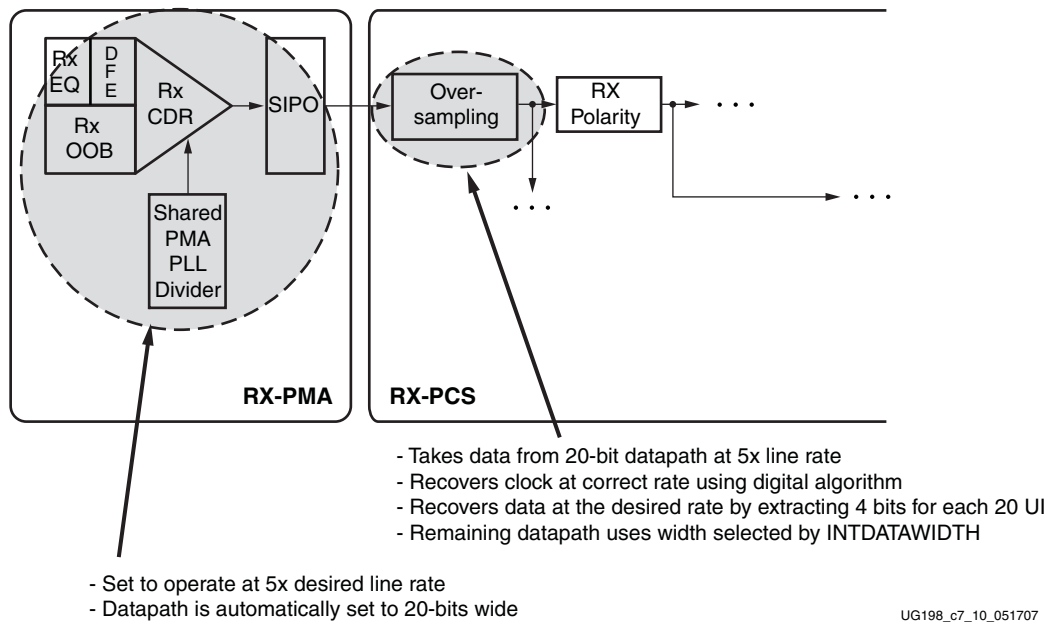 Rx
EQ
D
F
E
Rx
CDR
Rx
OOB
SIPO
Shared
PMA
PLL
Divider
RX-PMA
Over-
sampling
RX
Polarity
. . .
. . .
. . .
RX-PCS
- Takes data from 20-bit datapath at 5x line rate
- Recovers clock at correct rate using digital algorithm
- Recovers data at the desired rate by extracting 4 bits for each 20 UI
- Remaining datapath uses width selected by INTDATAWIDTH
- Set to operate at 5x desired line rate
- Datapath is automatically set to 20-bits wide
UG198_c7_10_051707